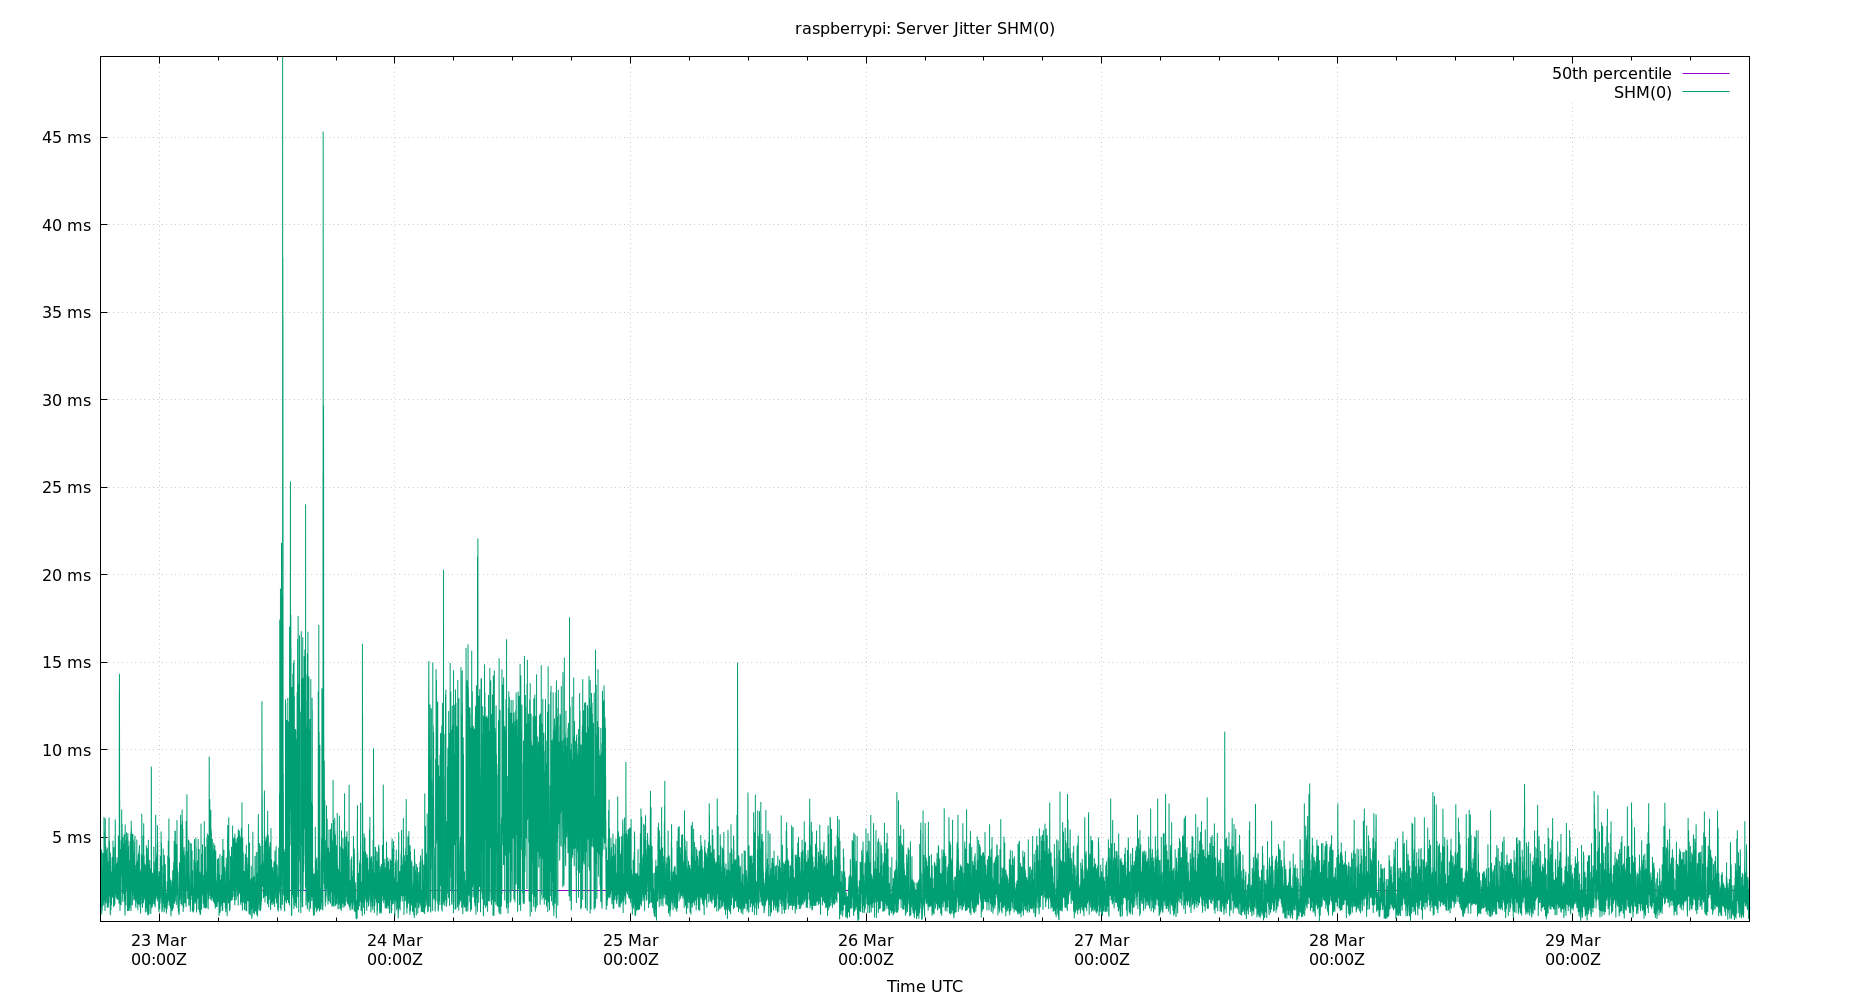 raspberrypi: Server Jitter SHM(0)
50th percentile
SHM(0)
45 ms
40 ms
35 ms
30 ms
25 ms
20 ms
15 ms
10 ms
5 ms
23 Mar 24 Mar 25 Mar 26 Mar 27 Mar 28 Mar 29 Mar
00:00Z 00:00Z 00:00Z 00:00Z 00:00Z 00:00Z 00:00Z
Time UTC